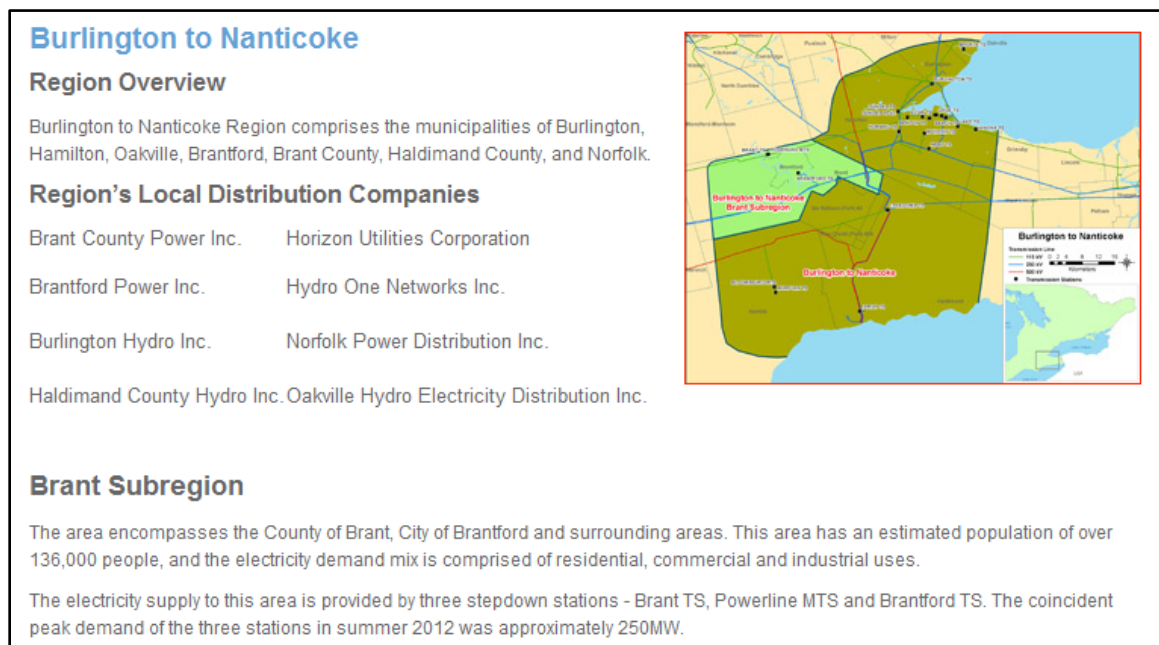 Burlington to Nanticoke
Region Overview
Burlington to Nanticoke Region comprises the municipalities of Burlington,
Hamilton, Oakville, Brantford, Brant County, Haldimand County, and Norfolk.
Region's Local Distribution Companies
Brant County Power Inc. Horizon Utilities Corporation
Brantford Power Inc. Hydro One Networks Inc.
Burlington Hydro Inc. Norfolk Power Distribution Inc.
Haldimand County Hydro Inc. Oakville Hydro Electricity Distribution Inc.
Burlington to Nanticoke
Brant Subregion
Burlington to Nanticoke
Burlington to Nanticoke
Transmission Line
115 kV
500 kV
Kilometers
Transmission Stations
Brant Subregion
The area encompasses the County of Brant, City of Brantford and surrounding areas. This area has an estimated population of over
136,000 people, and the electricity demand mix is comprised of residential, commercial and industrial uses.
The electricity supply to this area is provided by three stepdown stations - Brant TS, Powerline MTS and Brantford TS. The coincident
peak demand of the three stations in summer 2012 was approximately 250MW.